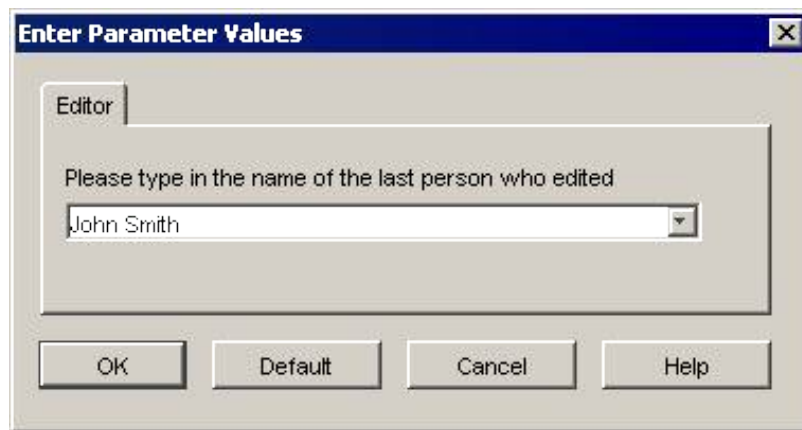 Enter Parameter Values
Editor
Please type in the name of the last person who edited
John Smith
OK Default Cancel Help